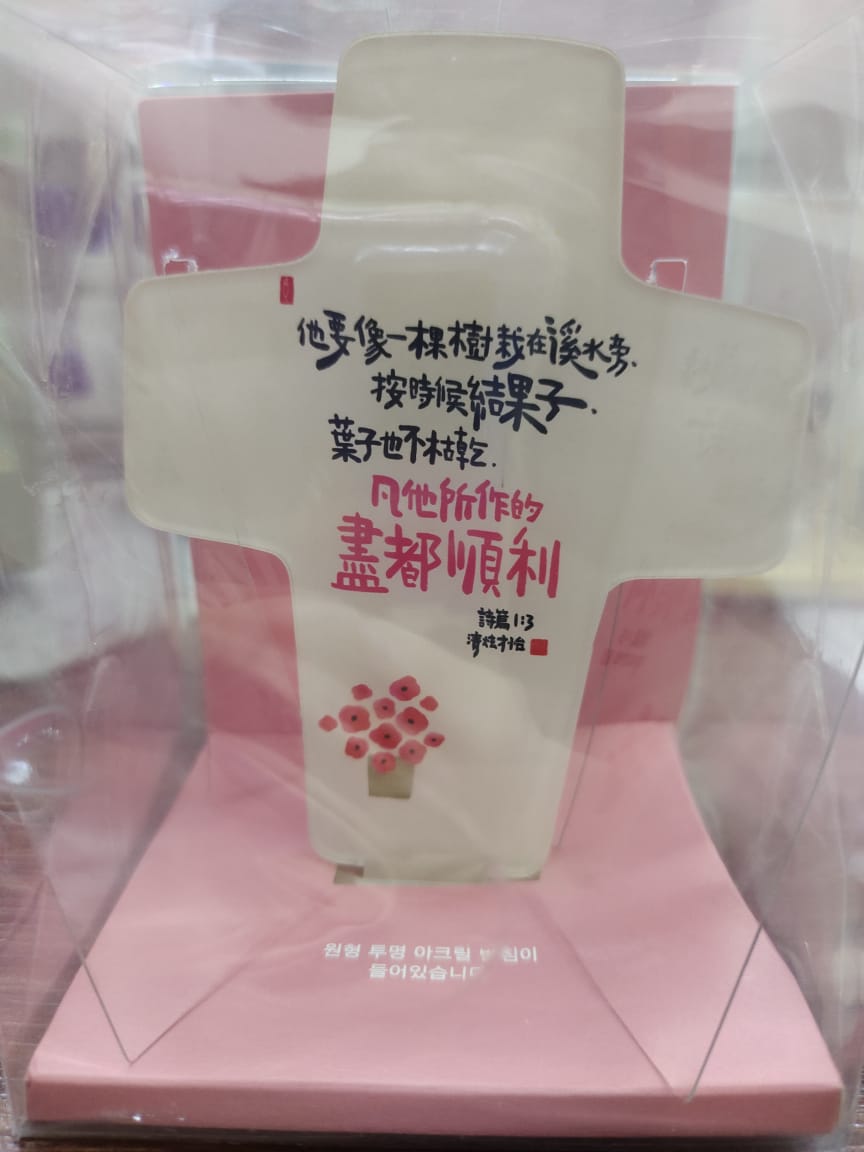 他要像一棵樹栽在溪水旁.
按時候結果子.
葉子也不枯乾.
凡他所作的
盡都順利
詩篇 1:3
원형 투명 아크릴 받침이
들어있습니다